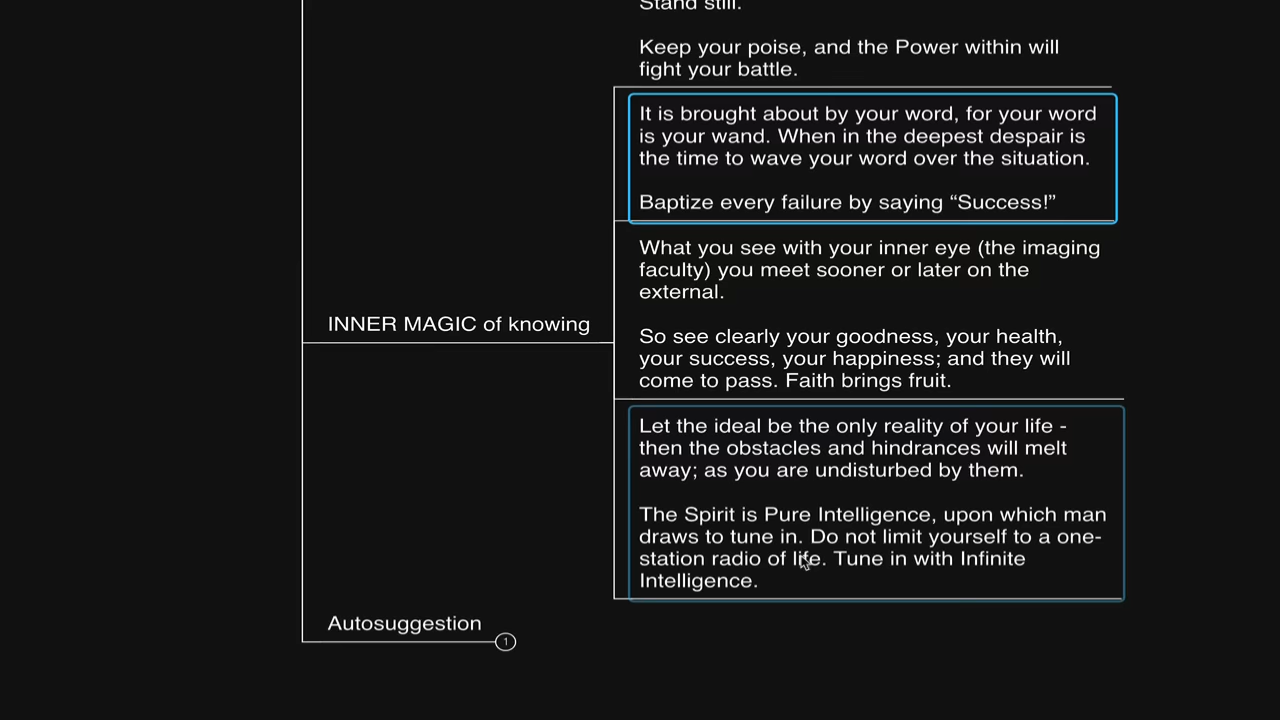 Stand still.
Keep your poise, and the Power within will
fight your battle.
It is brought about by your word, for your word
is your wand. When in the deepest despair is
the time to wave your word over the situation.
Baptize every failure by saying “Success!”
What you see with your inner eye (the imaging
faculty) you meet sooner or later on the
external.
INNER MAGIC of knowing
So see clearly your goodness, your health,
your success, your happiness; and they will
come to pass. Faith brings fruit.
Let the ideal be the only reality of your life -
then the obstacles and hindrances will melt
away; as you are undisturbed by them.
The Spirit is Pure Intelligence, upon which man
draws to tune in. Do not limit yourself to a one-
station radio of life. Tune in with Infinite
Intelligence.
Autosuggestion
1